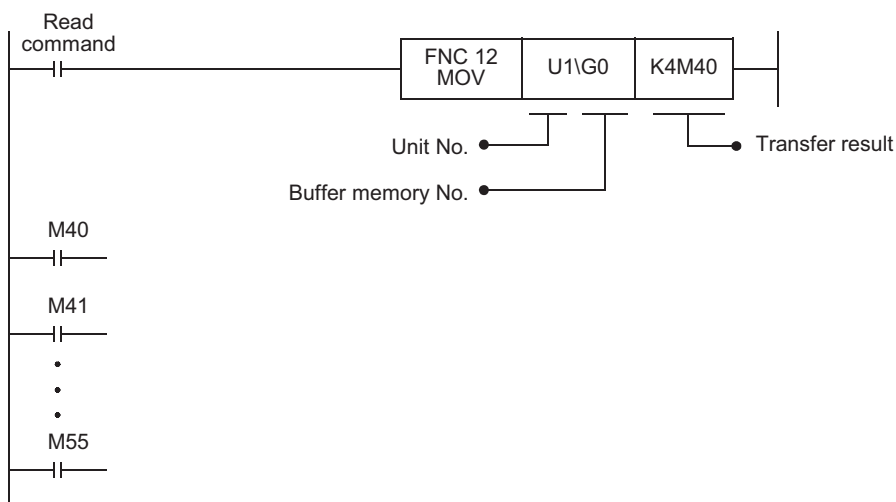 Read
command
FNC 12
MOV
U1\G0
K4M40
Unit No.
Transfer result
Buffer memory No.
M40
M41
M55